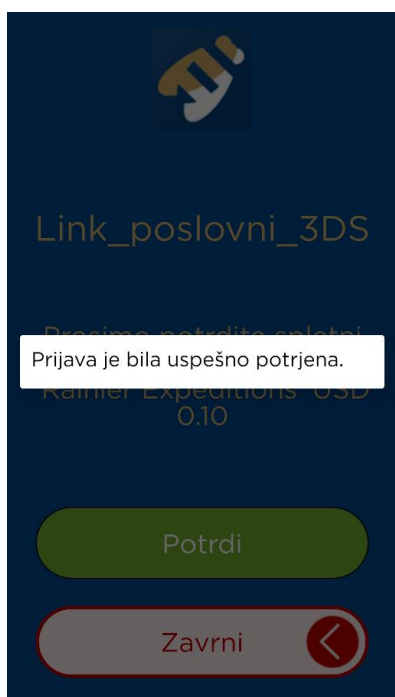 Link_poslovni_3DS
Prosimo potrdite spletni
Prijava je bila uspešno potrjena.
Rainier Expeditions USD
0.10
Potrdi
Zavrni